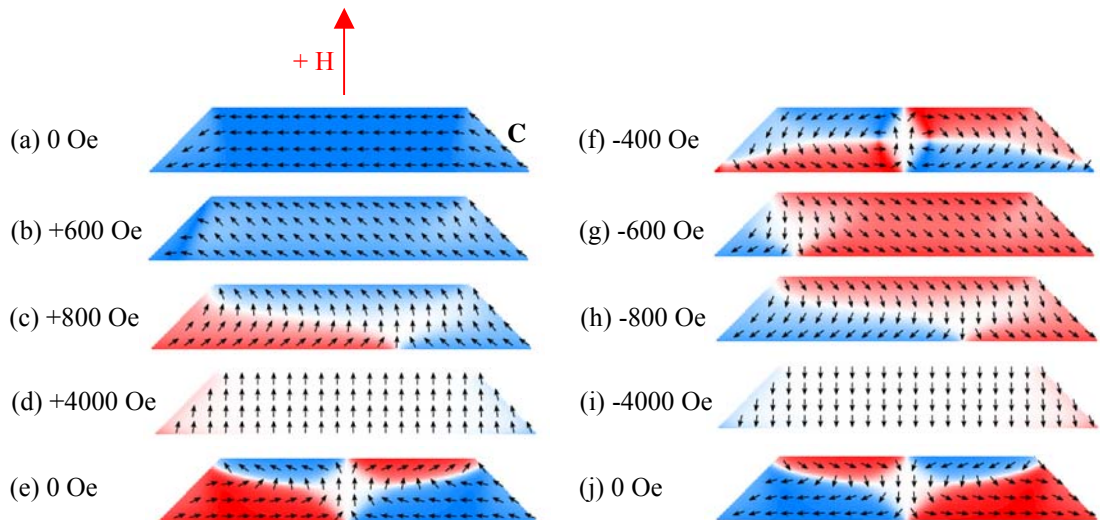 + H
(a) 0 Oe
C
(b) +600 Oe
(c) +800 Oe
(d) +4000 Oe
(e) 0 Oe
(f) -400 Oe
(g) -600 Oe
(h) -800 Oe
(i) -4000 Oe
(j) 0 Oe